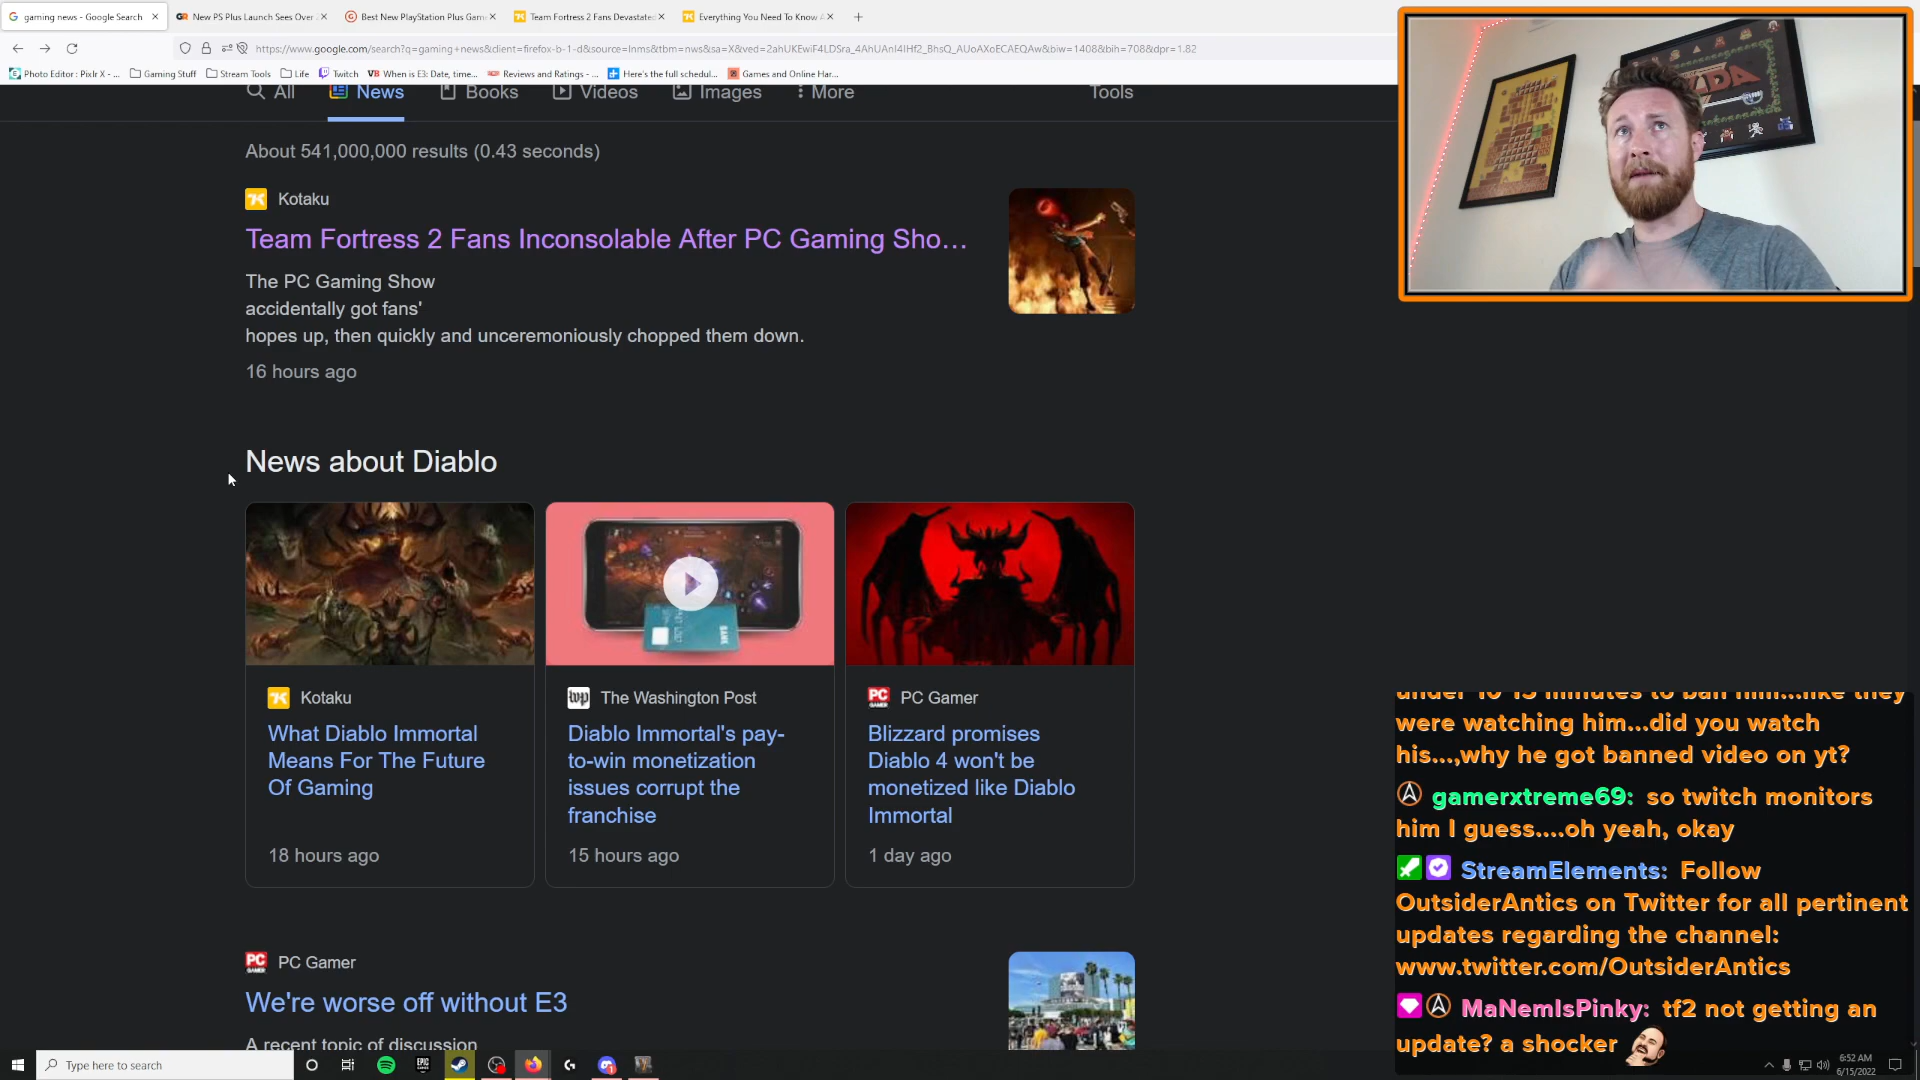 gaming news - Google Search
New PS Plus Launch Sees Over
Best New PlayStation Plus Gam
Team Fortress 2 Fans Devastated
Everything You Need To Know
https://www.google.com/search?q=gaming+news&client=firefox-b-1-d&source=lnms&tbm=nws&sa=X&ved=2ahUKEwiF4LDSra_4AhUAnI4IHf2_BhsQ_AUoAXoECAEQAw&biw=1408&bih=708&dpr=1.82
Photo Editor : Pixlr X - ...
Gaming Stuff
Stream Tools
Life
Twitch
When is E3: Date, time...
Reviews and Ratings - ...
Here's the full schedul...
Games and Online Har...
All
News
Books
Videos
Images
More
Tools
About 541,000,000 results (0.43 seconds)
Kotaku
Team Fortress 2 Fans Inconsolable After PC Gaming Sho...
The PC Gaming Show
accidentally got fans'
hopes up, then quickly and unceremoniously chopped them down.
16 hours ago
News about Diablo
Kotaku
What Diablo Immortal
Means For The Future
Of Gaming
18 hours ago
The Washington Post
Diablo Immortal's pay-
to-win monetization
issues corrupt the
franchise
15 hours ago
PC Gamer
Blizzard promises
Diablo 4 won't be
monetized like Diablo
Immortal
1 day ago
PC Gamer
We're worse off without E3
A recent topic of discussion
under 10-15 minutes to ban him...like they
were watching him...did you watch
his...,why he got banned video on yt?
gamerxtreme69: so twitch monitors
him I guess....oh yeah, okay
StreamElements: Follow
OutsiderAntics on Twitter for all pertinent
updates regarding the channel:
www.twitter.com/OutsiderAntics
MaNemIsPinky: tf2 not getting an
update? a shocker
Type here to search
6:52 AM
6/15/2022